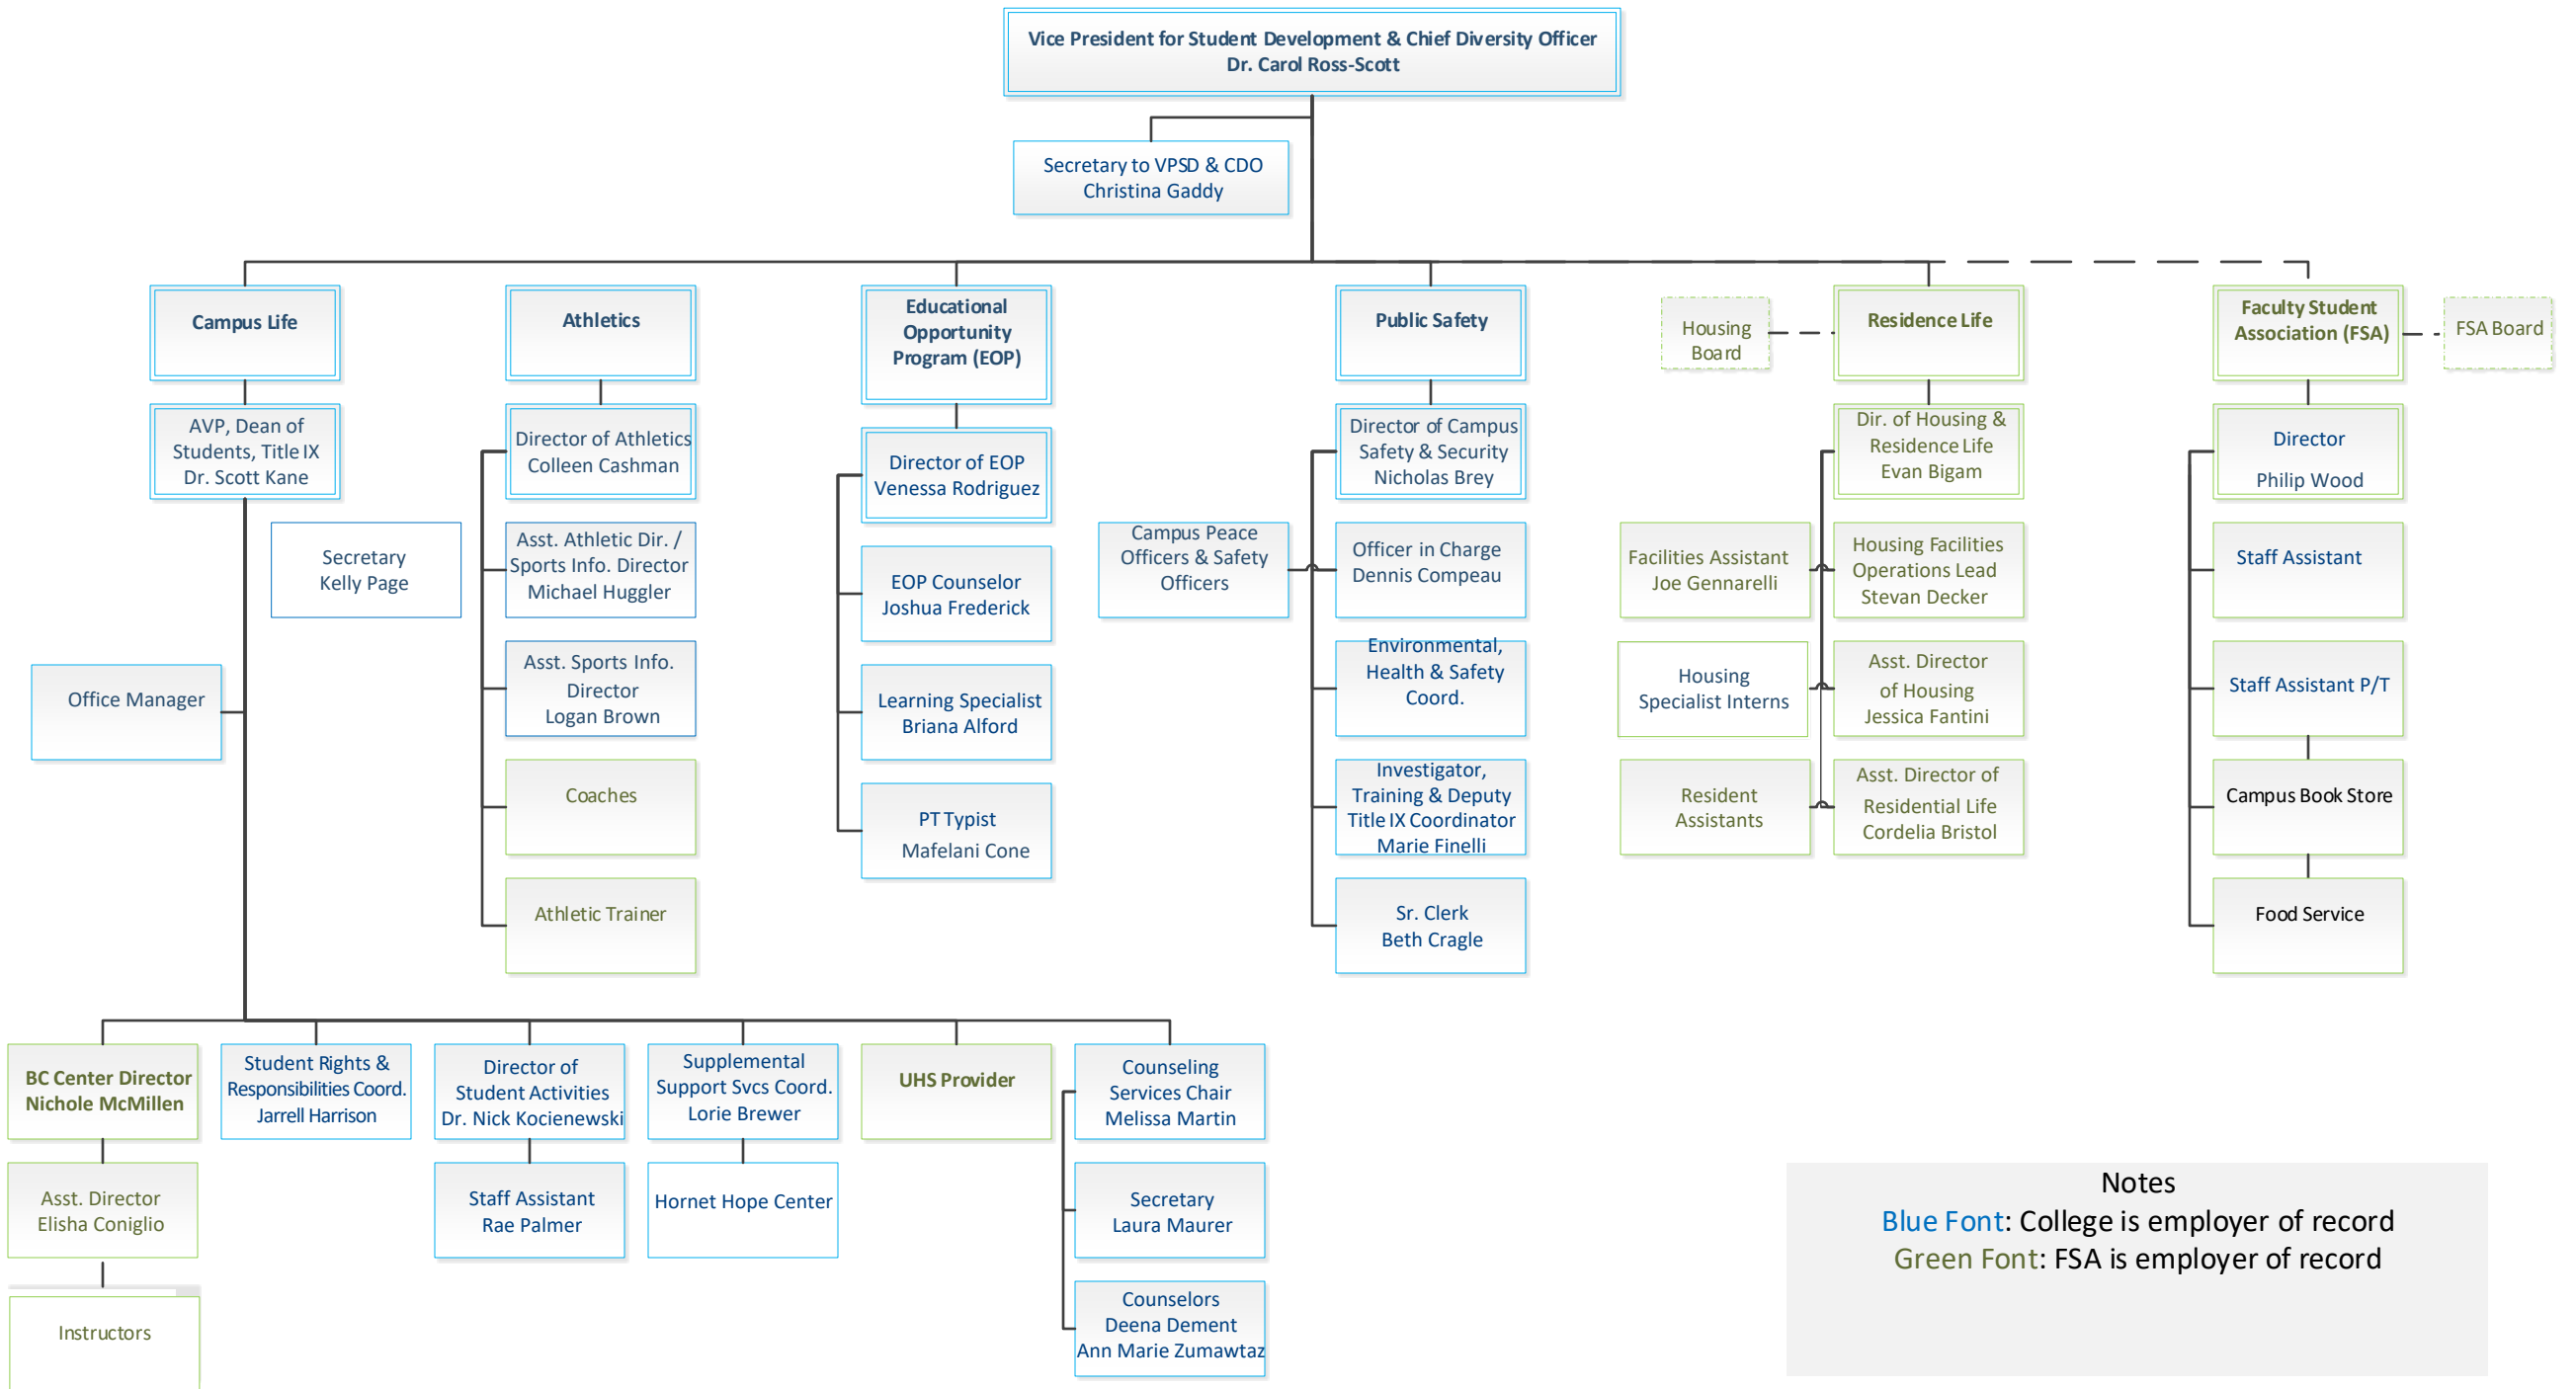 Vice President for Student Development & Chief Diversity Officer
Dr. Carol Ross-Scott
Secretary to VPSD & CDO
Christina Gaddy
Campus Life
AVP, Dean of
Students, Title IX
Dr. Scott Kane
Office Manager
Athletics
Director of Athletics
Colleen Cashman
Secretary
Kelly Page
Asst. Athletic Dir. /
Sports Info. Director
Michael Huggler
Asst. Sports Info.
Director
Logan Brown
Coaches
Athletic Trainer
Educational
Opportunity
Program (EOP)
Director of EOP
Venessa Rodriguez
EOP Counselor
Joshua Frederick
Learning Specialist
Briana Alford
PT Typist
Mafelani Cone
Public Safety
Director of Campus
Safety & Security
Nicholas Brey
Campus Peace
Officers & Safety
Officers
Officer in Charge
Dennis Compeau
Environmental,
Health & Safety
Coord.
Investigator,
Training & Deputy
Title IX Coordinator
Marie Finelli
Sr. Clerk
Beth Cragle
Housing
Board
Residence Life
Dir. of Housing &
Residence Life
Evan Bigam
Facilities Assistant
Joe Gennarelli
Housing Facilities
Operations Lead
Stevan Decker
Housing
Specialist Interns
Asst. Director
of Housing
Jessica Fantini
Resident
Assistants
Asst. Director of
Residential Life
Cordelia Bristol
Faculty Student
Association (FSA)
FSA Board
Director
Philip Wood
Staff Assistant
Staff Assistant P/T
Campus Book Store
Food Service
BC Center Director
Nichole McMillen
Asst. Director
Elisha Coniglio
Instructors
Student Rights &
Responsibilities Coord.
Jarrell Harrison
Director of
Student Activities
Dr. Nick Kocienewski
Staff Assistant
Rae Palmer
Supplemental
Support Svcs Coord.
Lorie Brewer
Hornet Hope Center
UHS Provider
Counseling
Services Chair
Melissa Martin
Secretary
Laura Maurer
Counselors
Deena Dement
Ann Marie Zumawtaz
Notes
Blue Font: College is employer of record
Green Font: FSA is employer of record